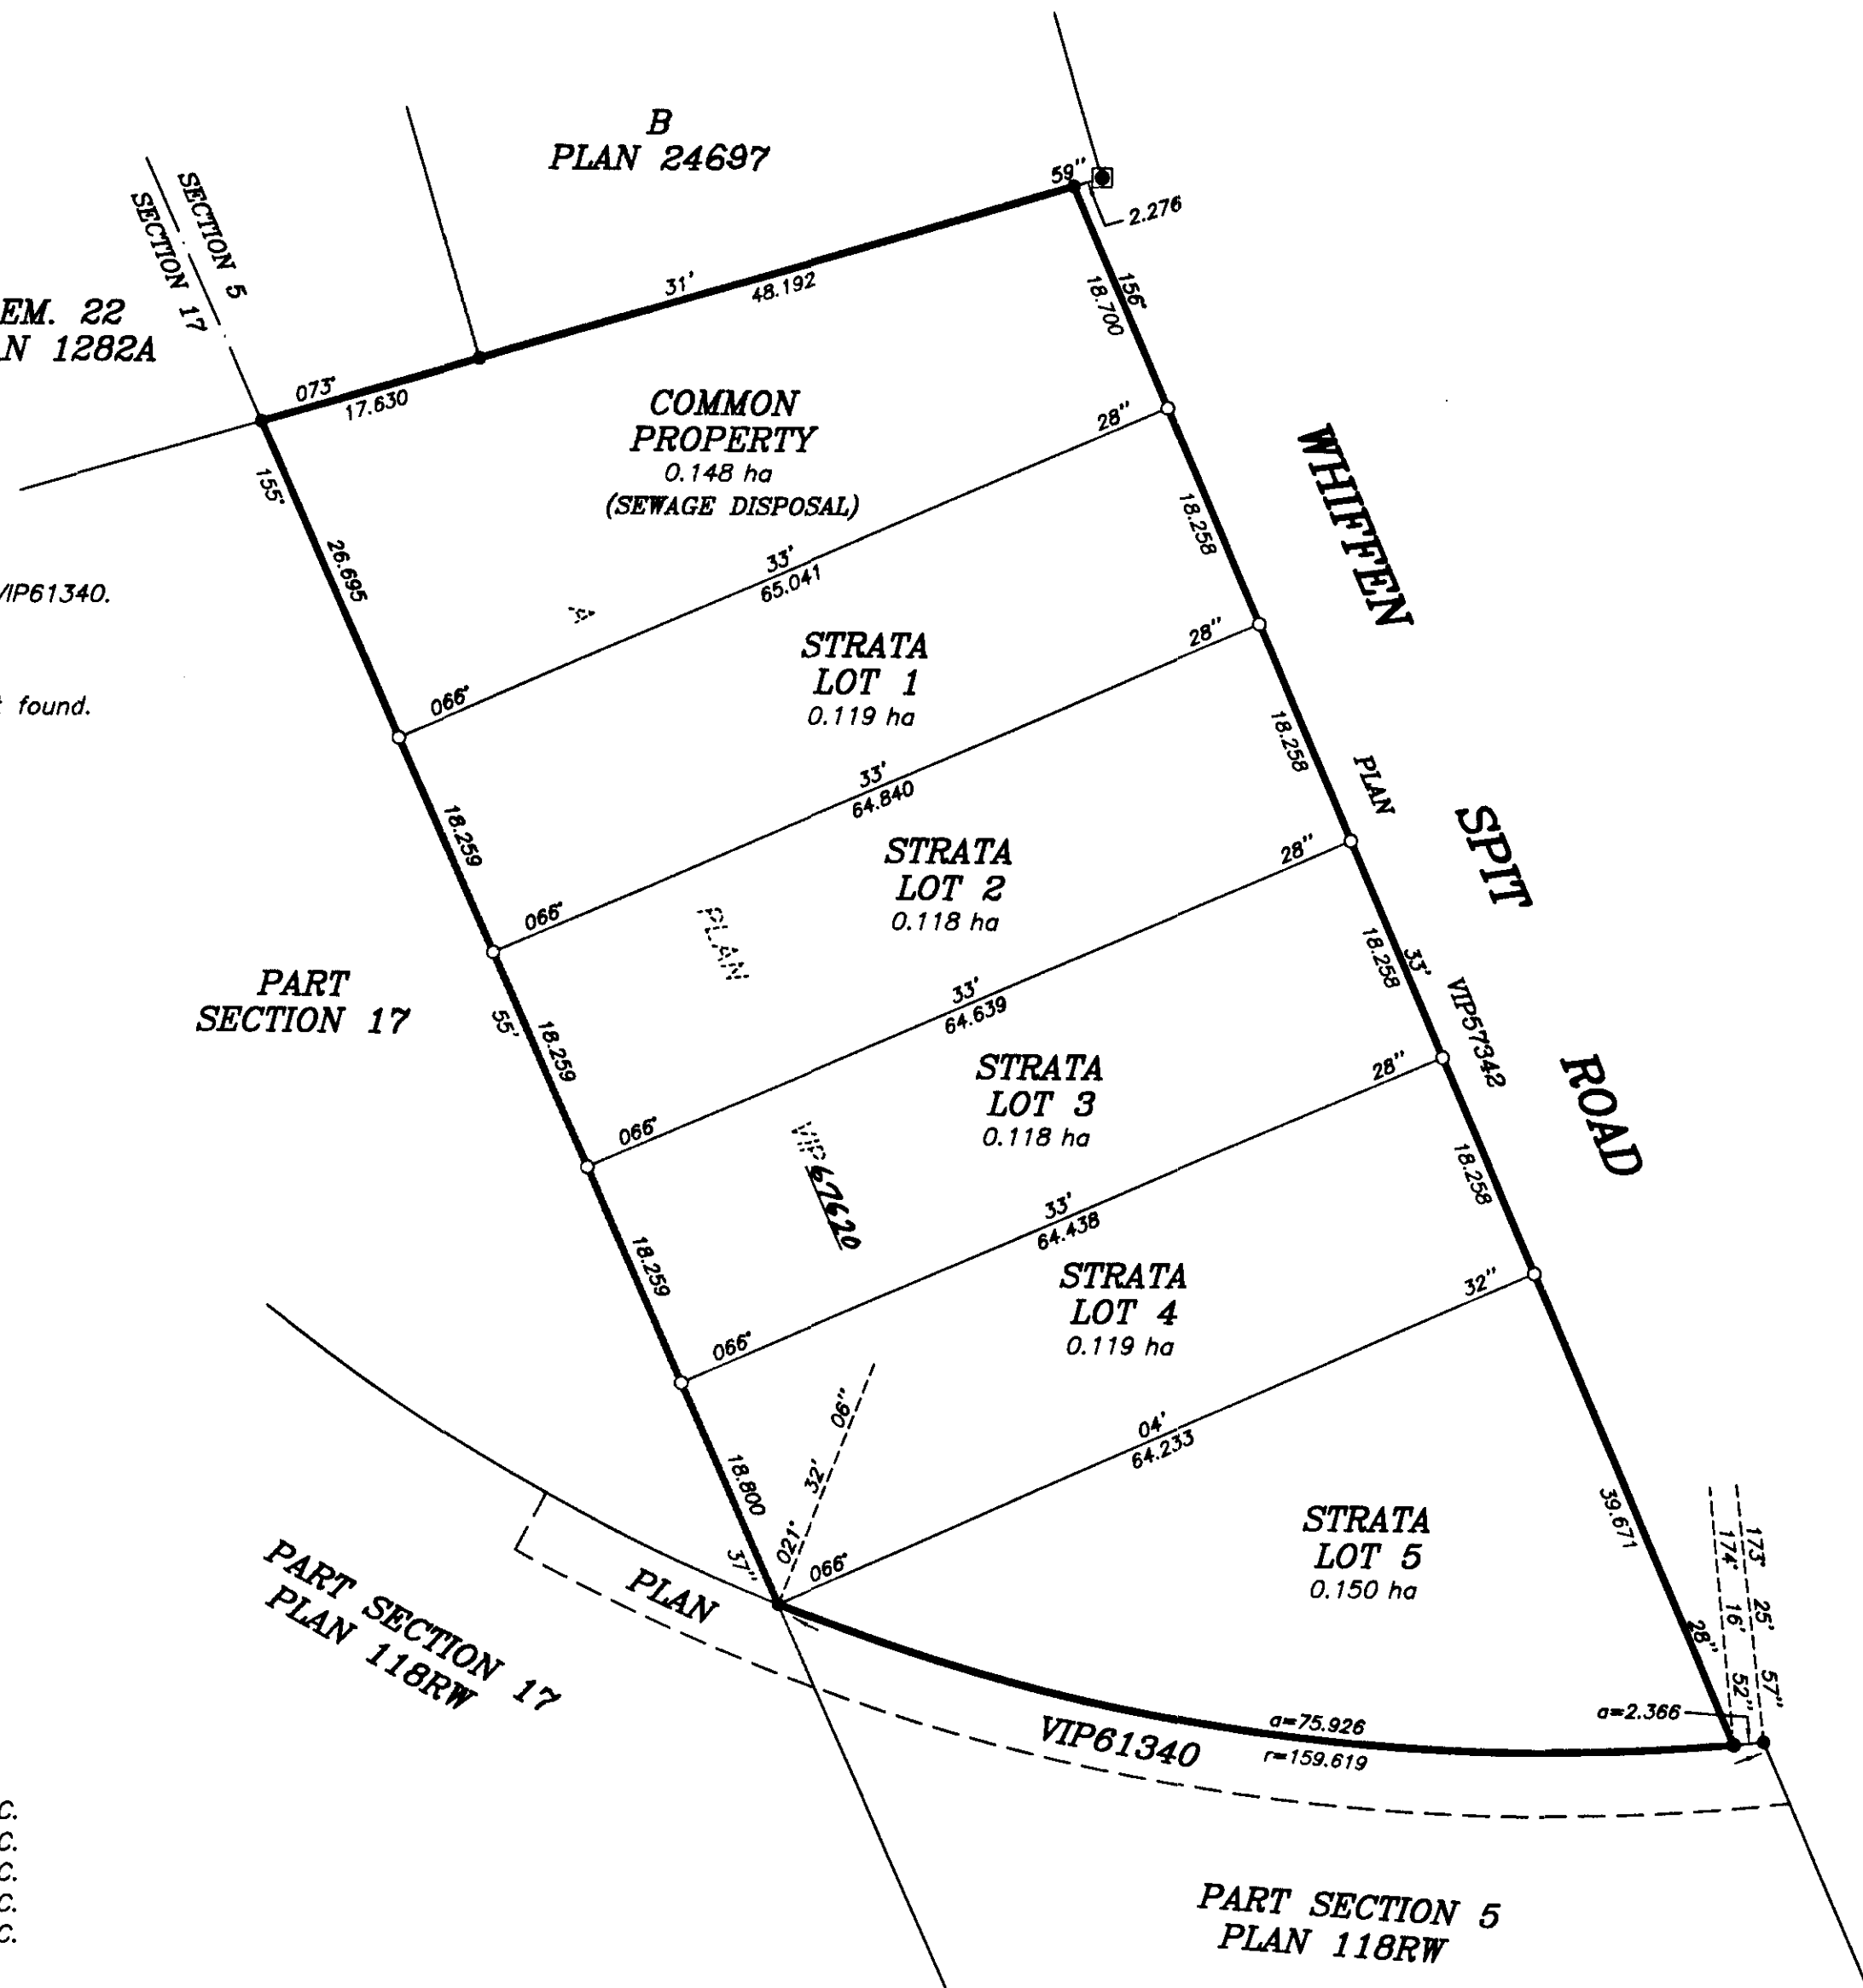 B
PLAN 24697
59"
2.276
SECTION 5
SECTION 17
EM. 22
N 1282A
31'
48.192
156°
18.700
073°
17.630
COMMON
PROPERTY
0.148 ha
(SEWAGE DISPOSAL)
28"
155°
26.695
33'
65.041
18.258
WHIFFEN
VIP61340.
A
066°
STRATA
LOT 1
0.119 ha
28"
found.
33'
64.840
18.258
PLAN
18.259
066°
STRATA
LOT 2
0.118 ha
28"
SPIT
PLAN
PART
SECTION 17
55'
18.259
33'
64.639
18.258
33'
VIP57342
066°
STRATA
LOT 3
0.118 ha
28"
ROAD
VIP67620
33'
64.438
18.258
18.259
066°
STRATA
LOT 4
0.119 ha
32"
06"
32'
021°
18.800
37"
066°
04'
64.233
39.671
STRATA
LOT 5
0.150 ha
28"
174° 16' 52"
173° 25' 57"
PART SECTION 17
PLAN 118RW
PLAN
VIP61340
a=75.926
r=159.619
a=2.366
C.
C.
C.
C.
C.
PART SECTION 5
PLAN 118RW